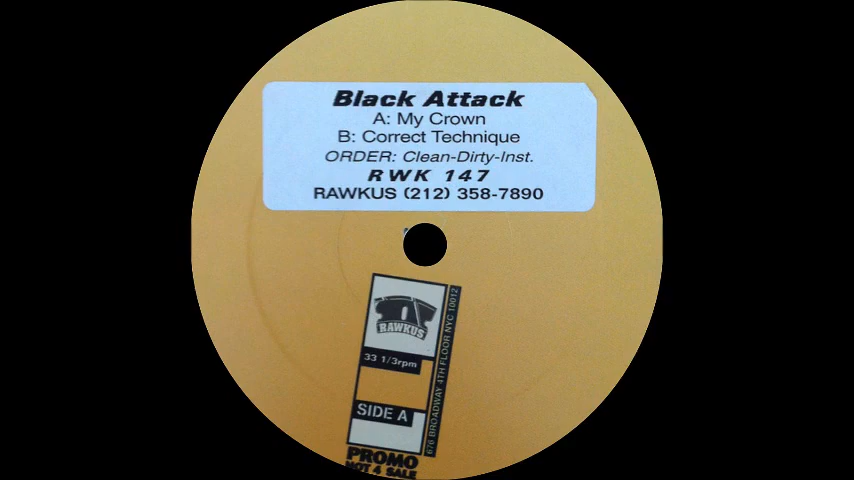 Black Attack
A: My Crown
B: Correct Technique
ORDER: Clean-Dirty-Inst.
RWK 147
RAWKUS (212) 358-7890
RAWKUS
33 1/3rpm
SIDE A
676 BROADWAY 4TH FLOOR NYC 10012
PROMO
NOT 4 SALE